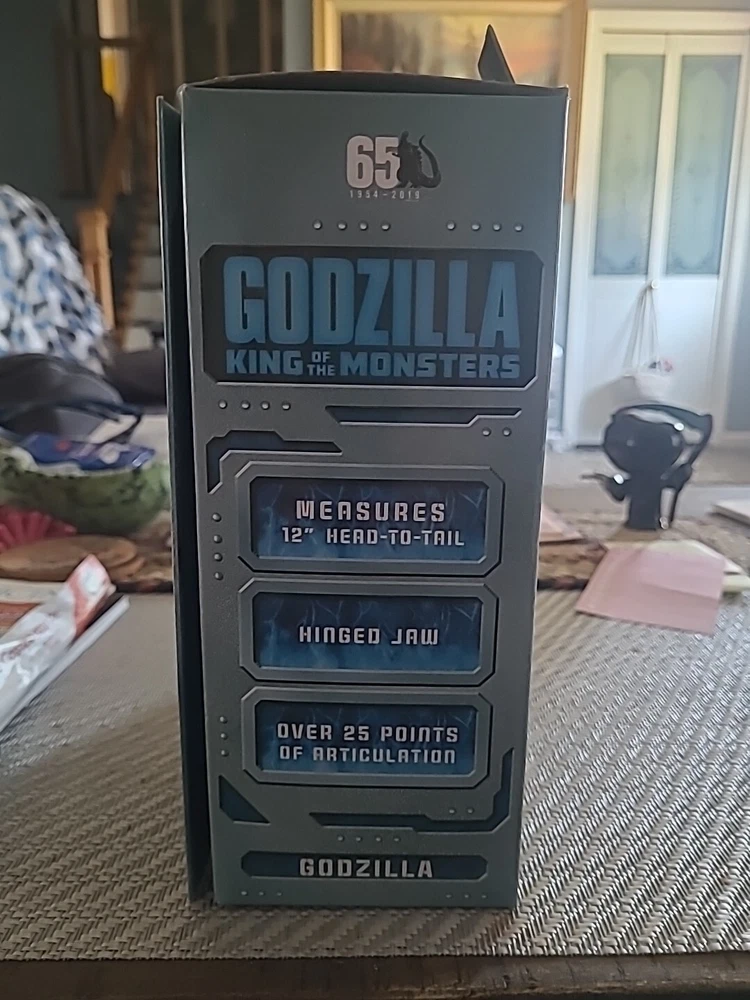 65
1954-2019
GODZILLA
KING OF THE MONSTERS
MEASURES
12" HEAD-TO-TAIL
HINGED JAW
OVER 25 POINTS
OF ARTICULATION
GODZILLA